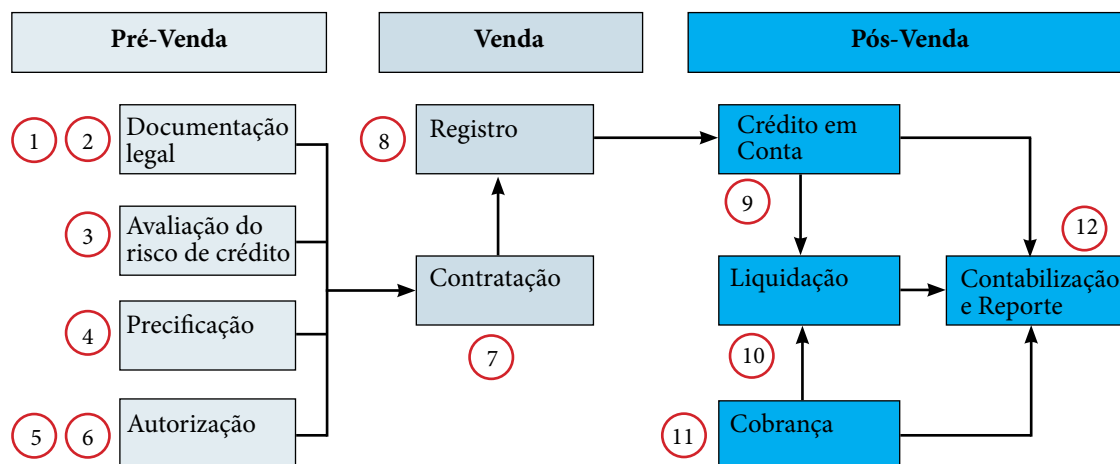 Pré-Venda
Venda
Pós-Venda
1
2
Documentação
legal
3
Avaliação do
risco de crédito
4
Precificação
5
6
Autorização
8
Registro
Contratação
7
Crédito em
Conta
9
Liquidação
10
11
Cobrança
12
Contabilização
e Reporte